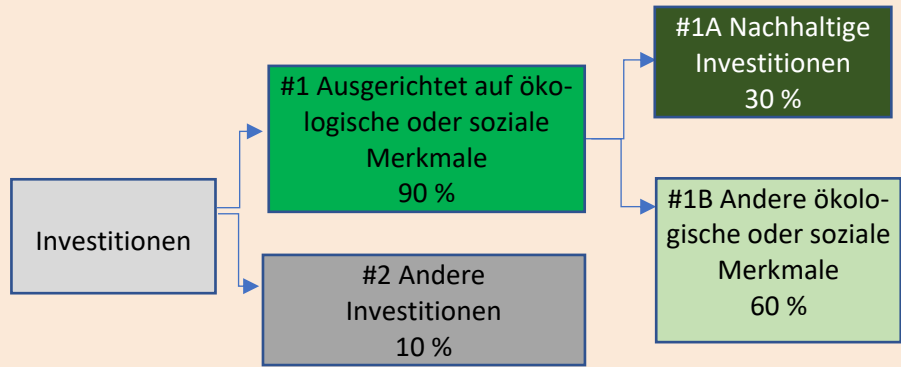 Investitionen
#1 Ausgerichtet auf öko-
logische oder soziale
Merkmale
90 %
#2 Andere
Investitionen
10 %
#1A Nachhaltige
Investitionen
30 %
#1B Andere ökolo-
gische oder soziale
Merkmale
60 %